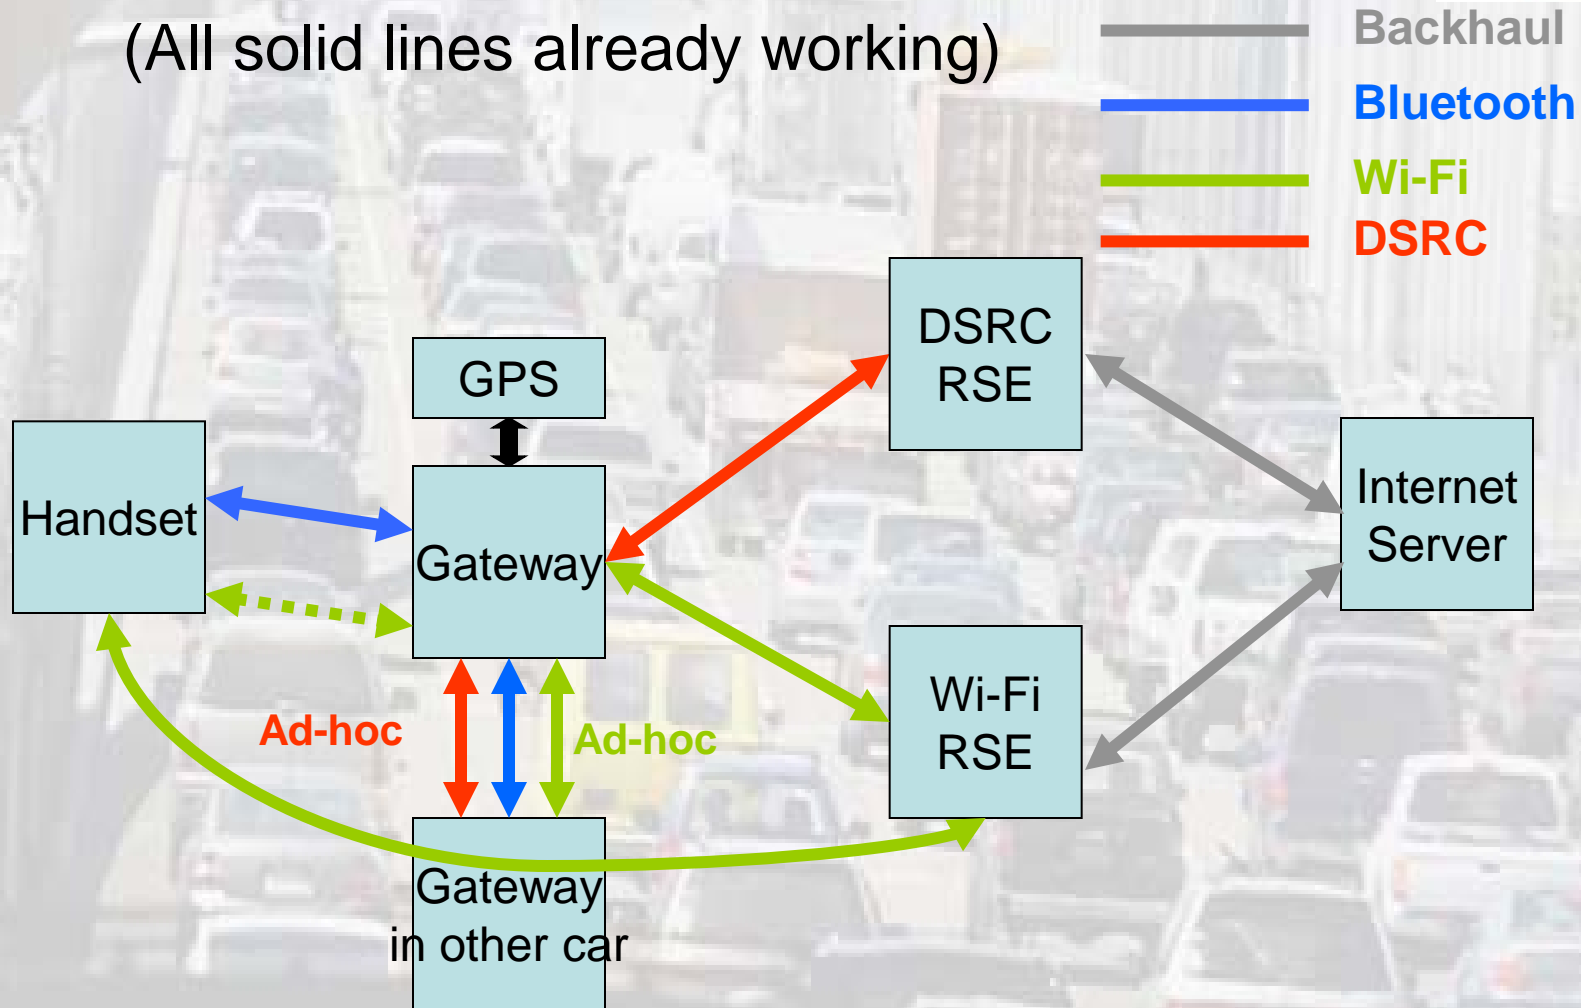 (All solid lines already working)
Backhaul
Bluetooth
Wi-Fi
DSRC
DSRC
RSE
GPS
Handset
Gateway
Internet
Server
Wi-Fi
RSE
Ad-hoc
Ad-hoc
Gateway
in other car